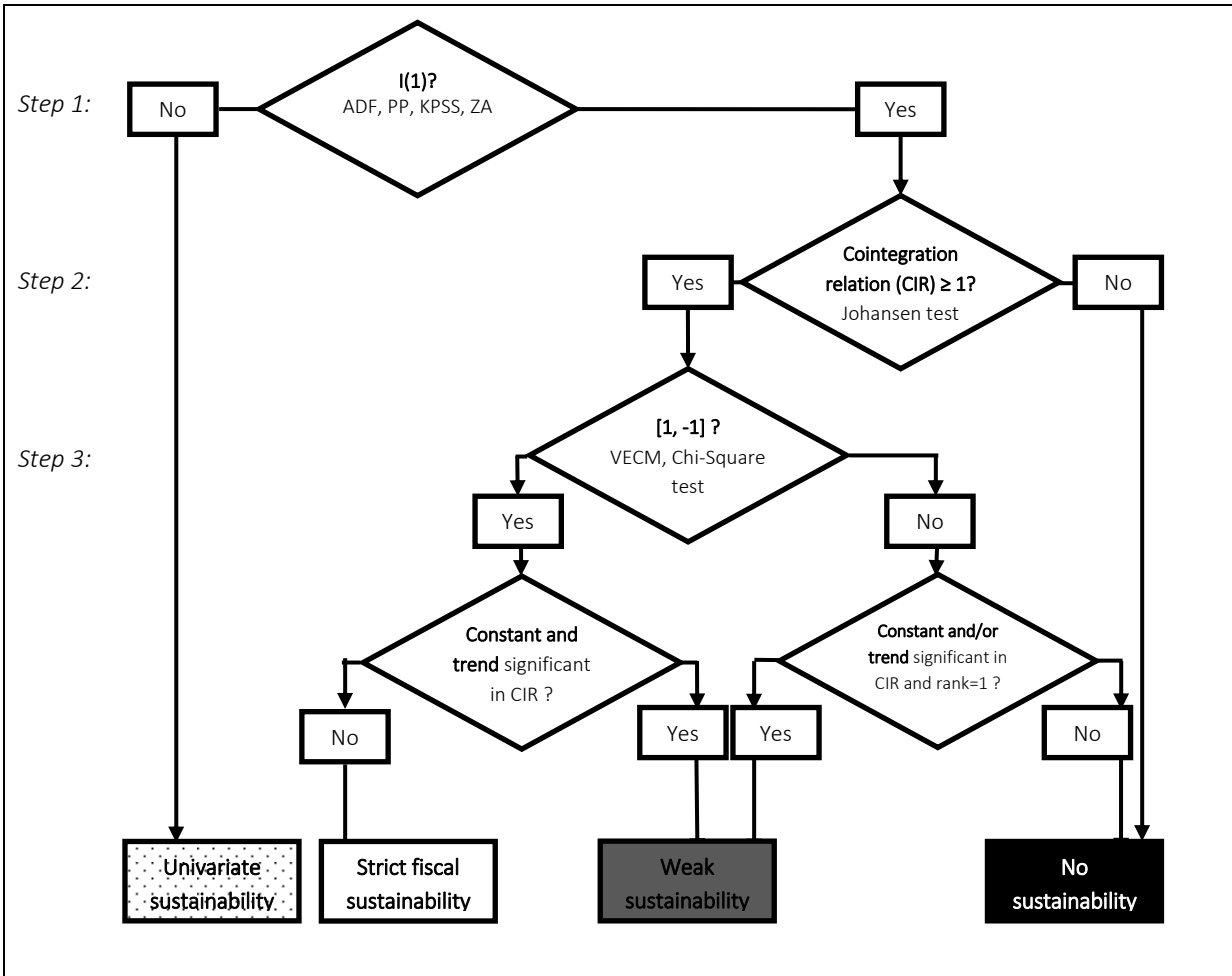 I(1)?
Step 1:
No
ADF, PP, KPSS, ZA
Yes
Cointegration
Step 2:
Yes
relation (CIR) ≥ 1?
No
Johansen test
[1, -1] ?
Step 3:
VECM, Chi-Square
test
Yes
No
Constant and
trend significant
in CIR ?
Constant and/or
trend significant in
CIR and rank=1 ?
No
Yes
Yes
No
Univariate
sustainability
Strict fiscal
sustainability
Weak
sustainability
No
sustainability